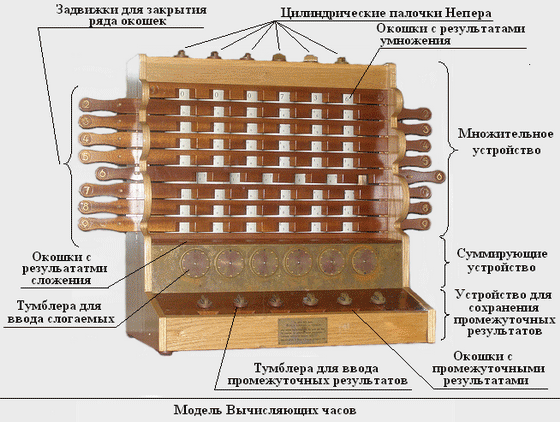 Задвижки для закрытия
ряда окошек
Цилиндрические палочки Непера
Окошки с результатами
умножения
Множительное
устройство
Окошки с
резуьататми
сложения
Суммирующие
устройство
Тумблера для
ввода слогаемых
Устройство для
сохранения
промежуточных
результатов
Тумблера для ввода
промежуточных результатов
Окошки с
промежуточными
результатами
Модель Вычисляющих часов